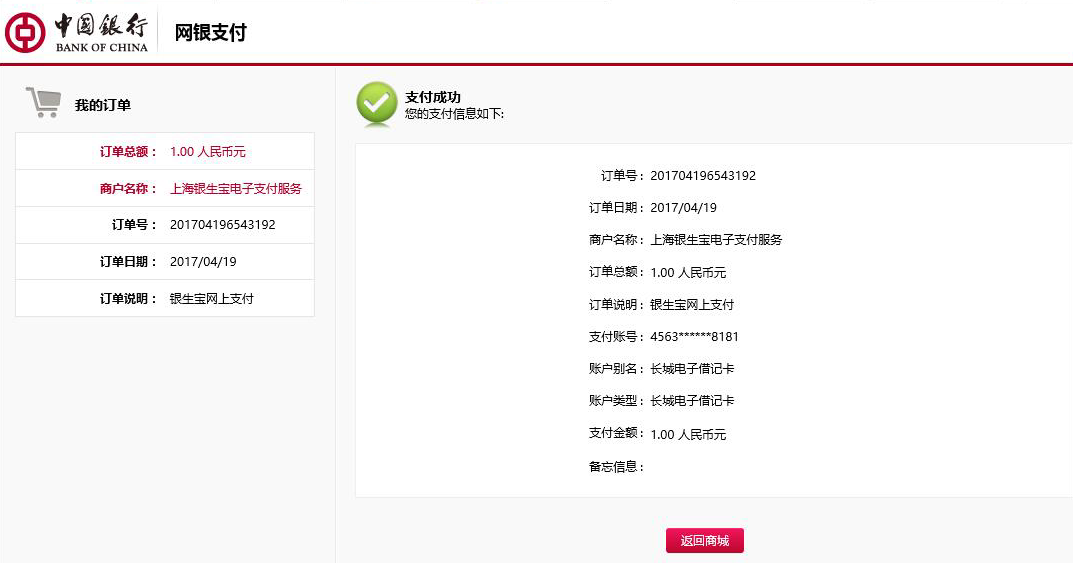 中国银行
BANK OF CHINA
网银支付
我的订单
订单总额： 1.00 人民币元
商户名称： 上海银生宝电子支付服务
订单号： 201704196543192
订单日期： 2017/04/19
订单说明： 银生宝网上支付
支付成功
您的支付信息如下:
订单号： 201704196543192
订单日期： 2017/04/19
商户名称： 上海银生宝电子支付服务
订单总额： 1.00 人民币元
订单说明： 银生宝网上支付
支付账号： 4563******8181
账户别名： 长城电子借记卡
账户类型： 长城电子借记卡
支付金额： 1.00 人民币元
备忘信息：
返回商城